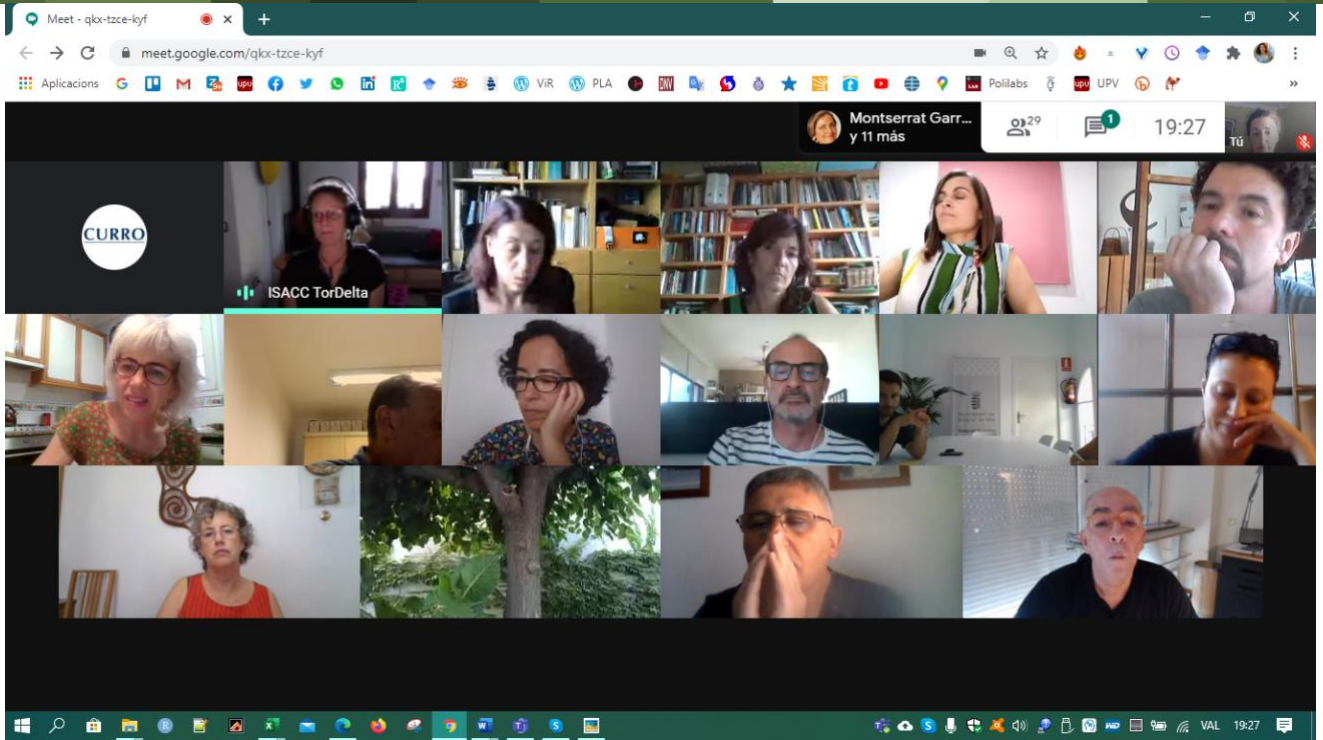 Meet - qkx-tzce-kyf
meet.google.com/qkx-tzce-kyf
Aplicacions
ViR
PLA
Polilabs
UPV
Montserrat Garr...
y 11 más
29
1
19:27
Tú
CURRO
ISACC TorDelta
VAL
19:27